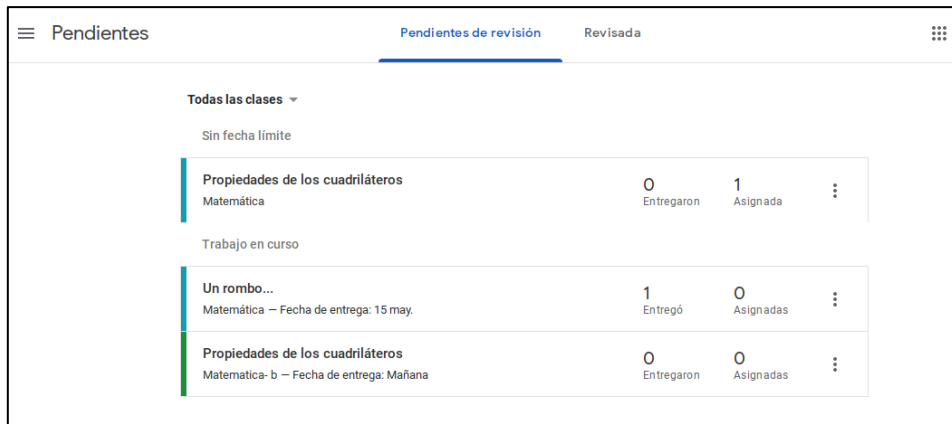 Pendientes
Pendientes de revisión
Revisada
Todas las clases
Sin fecha límite
Propiedades de los cuadriláteros
Matemática
0
Entregaron
1
Asignada
Trabajo en curso
Un rombo...
Matemática — Fecha de entrega: 15 may.
1
Entregó
0
Asignadas
Propiedades de los cuadriláteros
Matematica- b — Fecha de entrega: Mañana
0
Entregaron
0
Asignadas